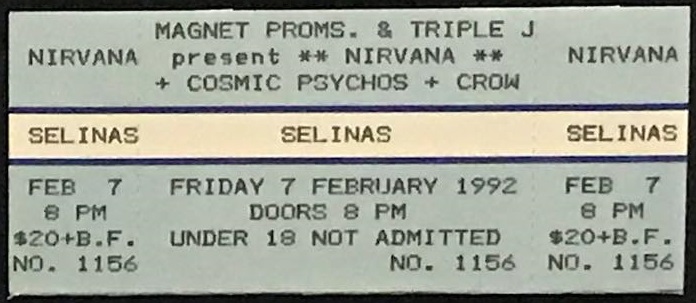 MAGNET PROMS. & TRIPLE J
NIRVANA present ** NIRVANA ** NIRVANA
+ COSMIC PSYCHOS + CROW
SELINAS SELINAS SELINAS
FEB 7 FRIDAY 7 FEBRUARY 1992 FEB 7
8 PM DOORS 8 PM 8 PM
$20+B.F. UNDER 18 NOT ADMITTED $20+B.F.
NO. 1156 NO. 1156 NO. 1156